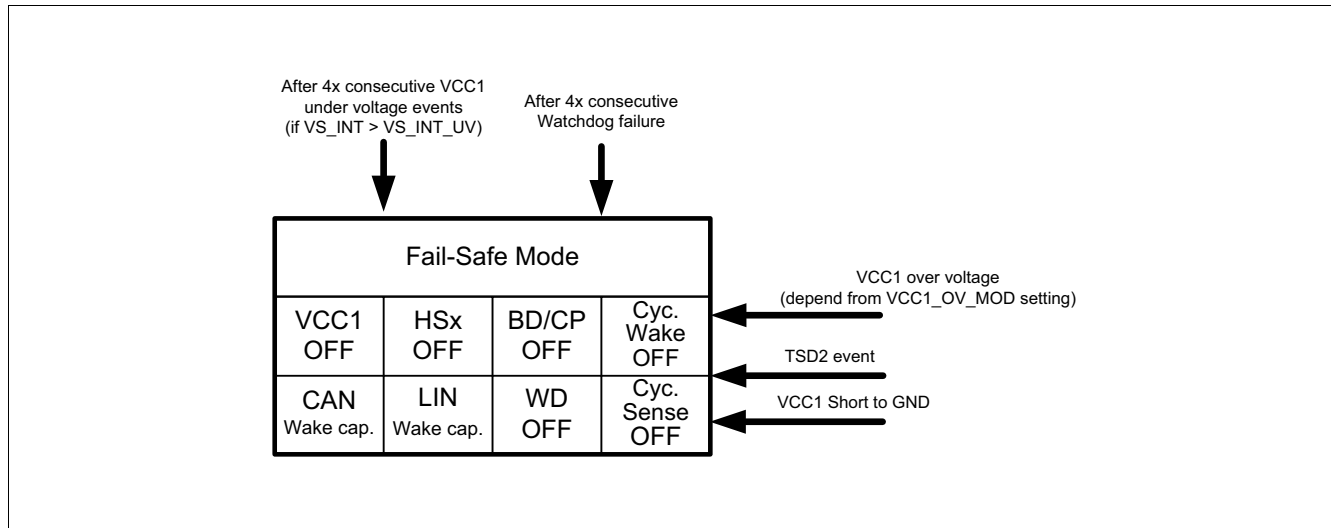 After 4x consecutive VCC1
under voltage events
(if VS_INT > VS_INT_UV)
After 4x consecutive
Watchdog failure
Fail-Safe Mode
VCC1
OFF
HSx
OFF
BD/CP
OFF
Cyc.
Wake
OFF
CAN
Wake cap.
LIN
Wake cap.
WD
OFF
Cyc.
Sense
OFF
VCC1 over voltage
(depend from VCC1_OV_MOD setting)
TSD2 event
VCC1 Short to GND